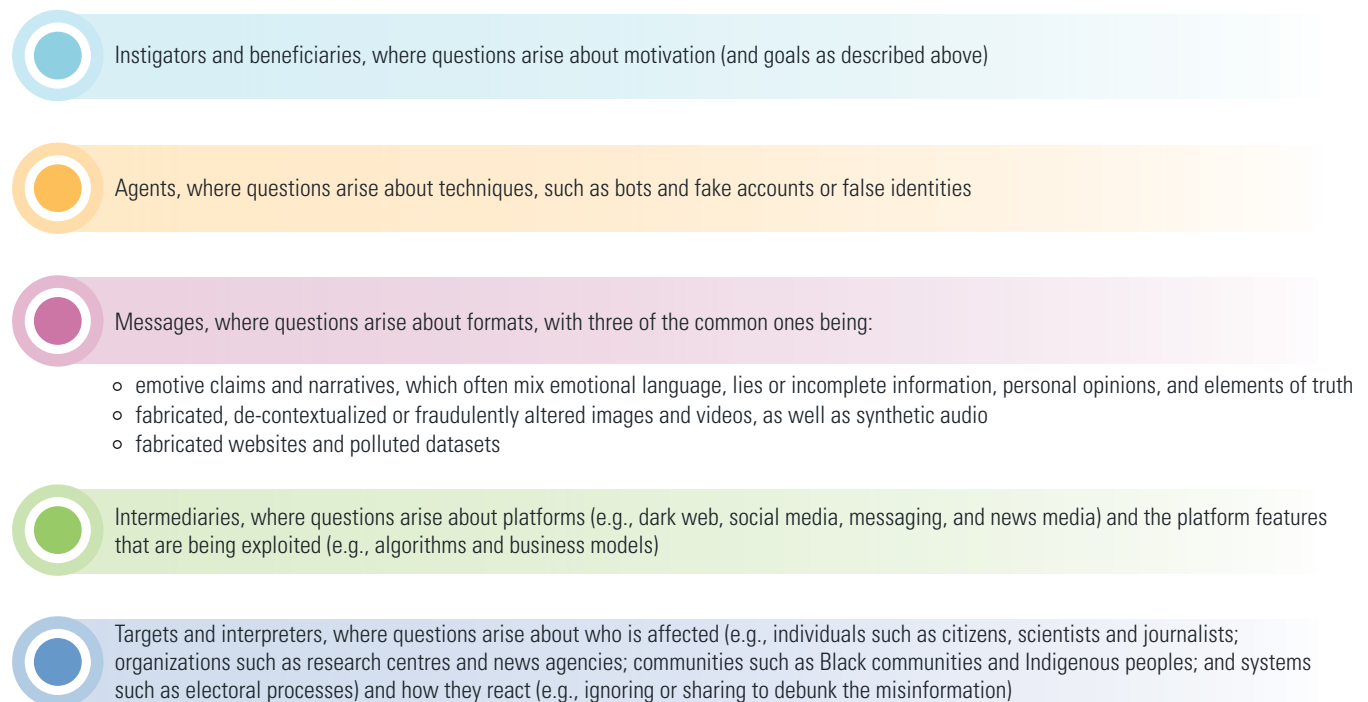 Instigators and beneficiaries, where questions arise about motivation (and goals as described above)
Agents, where questions arise about techniques, such as bots and fake accounts or false identities
Messages, where questions arise about formats, with three of the common ones being:
emotive claims and narratives, which often mix emotional language, lies or incomplete information, personal opinions, and elements of truth
fabricated, de-contextualized or fraudulently altered images and videos, as well as synthetic audio
fabricated websites and polluted datasets
Intermediaries, where questions arise about platforms (e.g., dark web, social media, messaging, and news media) and the platform features
that are being exploited (e.g., algorithms and business models)
Targets and interpreters, where questions arise about who is affected (e.g., individuals such as citizens, scientists and journalists;
organizations such as research centres and news agencies; communities such as Black communities and Indigenous peoples; and systems
such as electoral processes) and how they react (e.g., ignoring or sharing to debunk the misinformation)